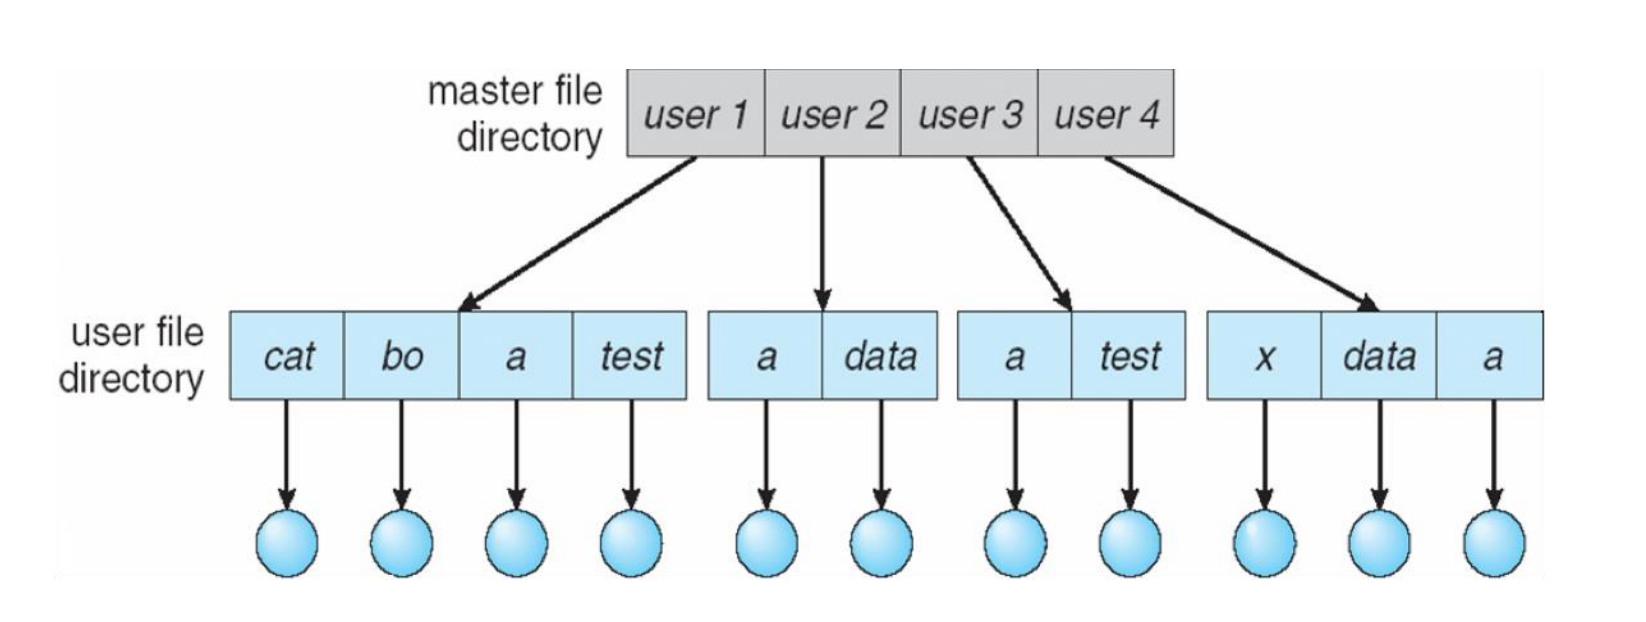 master file
directory
user 1 user 2 user 3 user 4
user file
directory
cat bo a test a data a test x data a